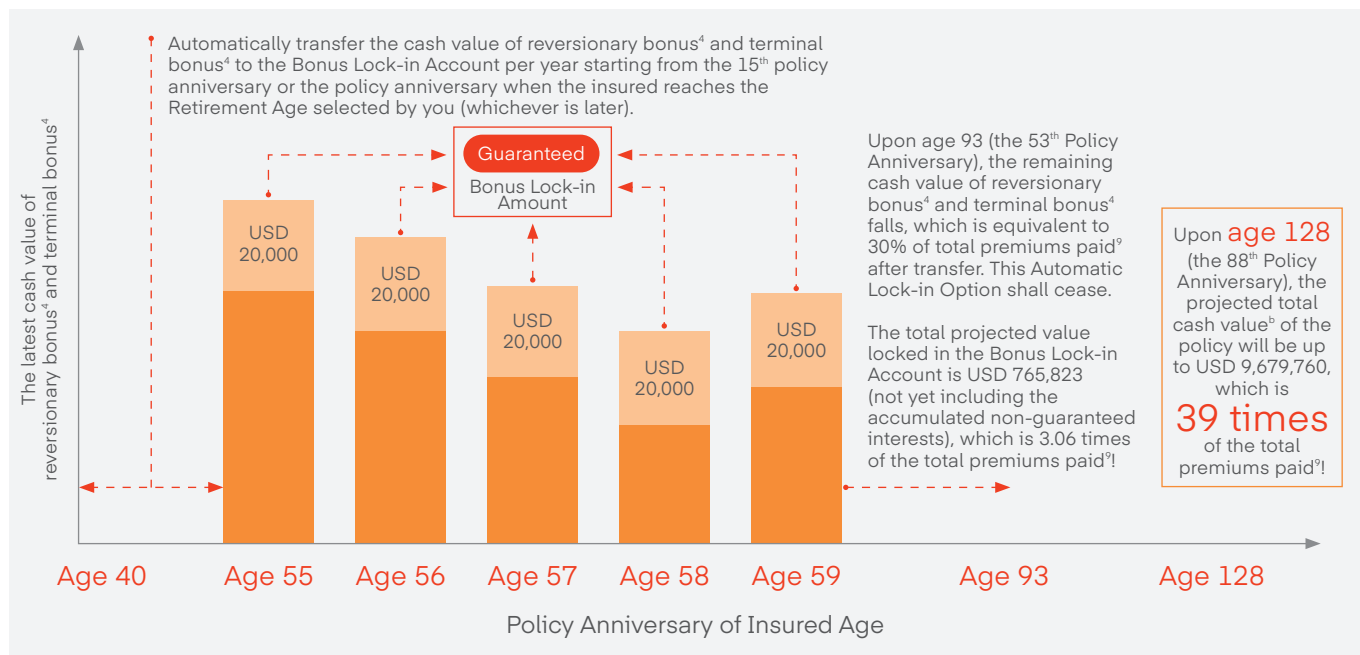 Automatically transfer the cash value of reversionary bonus⁴ and terminal
bonus⁴ to the Bonus Lock-in Account per year starting from the 15th policy
anniversary or the policy anniversary when the insured reaches the
Retirement Age selected by you (whichever is later).
The latest cash value of
reversionary bonus⁴ and terminal bonus⁴
Guaranteed
Bonus Lock-in
Amount
USD
20,000
USD
20,000
USD
20,000
USD
20,000
USD
20,000
Upon age 93 (the 53rd Policy
Anniversary), the remaining
cash value of reversionary
bonus⁴ and terminal bonus⁴
falls, which is equivalent to
30% of total premiums paid⁹
after transfer. This Automatic
Lock-in Option shall cease.
The total projected value
locked in the Bonus Lock-in
Account is USD 765,823
(not yet including the
accumulated non-guaranteed
interests), which is 3.06 times
of the total premiums paid⁹!
Upon age 128
(the 88th Policy
Anniversary), the
projected total
cash valueᵇ of the
policy will be up
to USD 9,679,760,
which is
39 times
of the total
premiums paid⁹!
Age 40
Age 55
Age 56
Age 57
Age 58
Age 59
Age 93
Age 128
Policy Anniversary of Insured Age